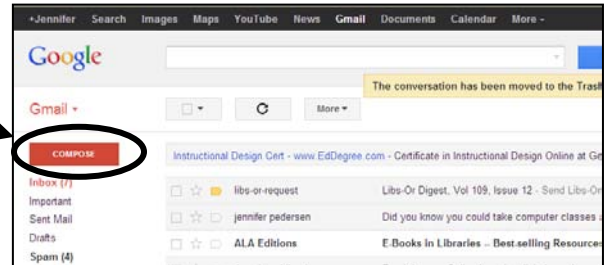 +Jennifer Search Images Maps YouTube News Gmail Documents Calendar More -
Google
The conversation has been moved to the
Gmail
More
COMPOSE
Instructional Design Cert - www.EdDegree.com - Certificate in Instructional Design Online at
Inbox (7)
libs-or-request Libs-Or Digest, Vol 109, Issue 12 - Send
Important
jennifer pedersen Did you know you could take computer classes
Sent Mail
Drafts
ALA Editions E-Books in Libraries -- Best-selling Resources
Spam (4)